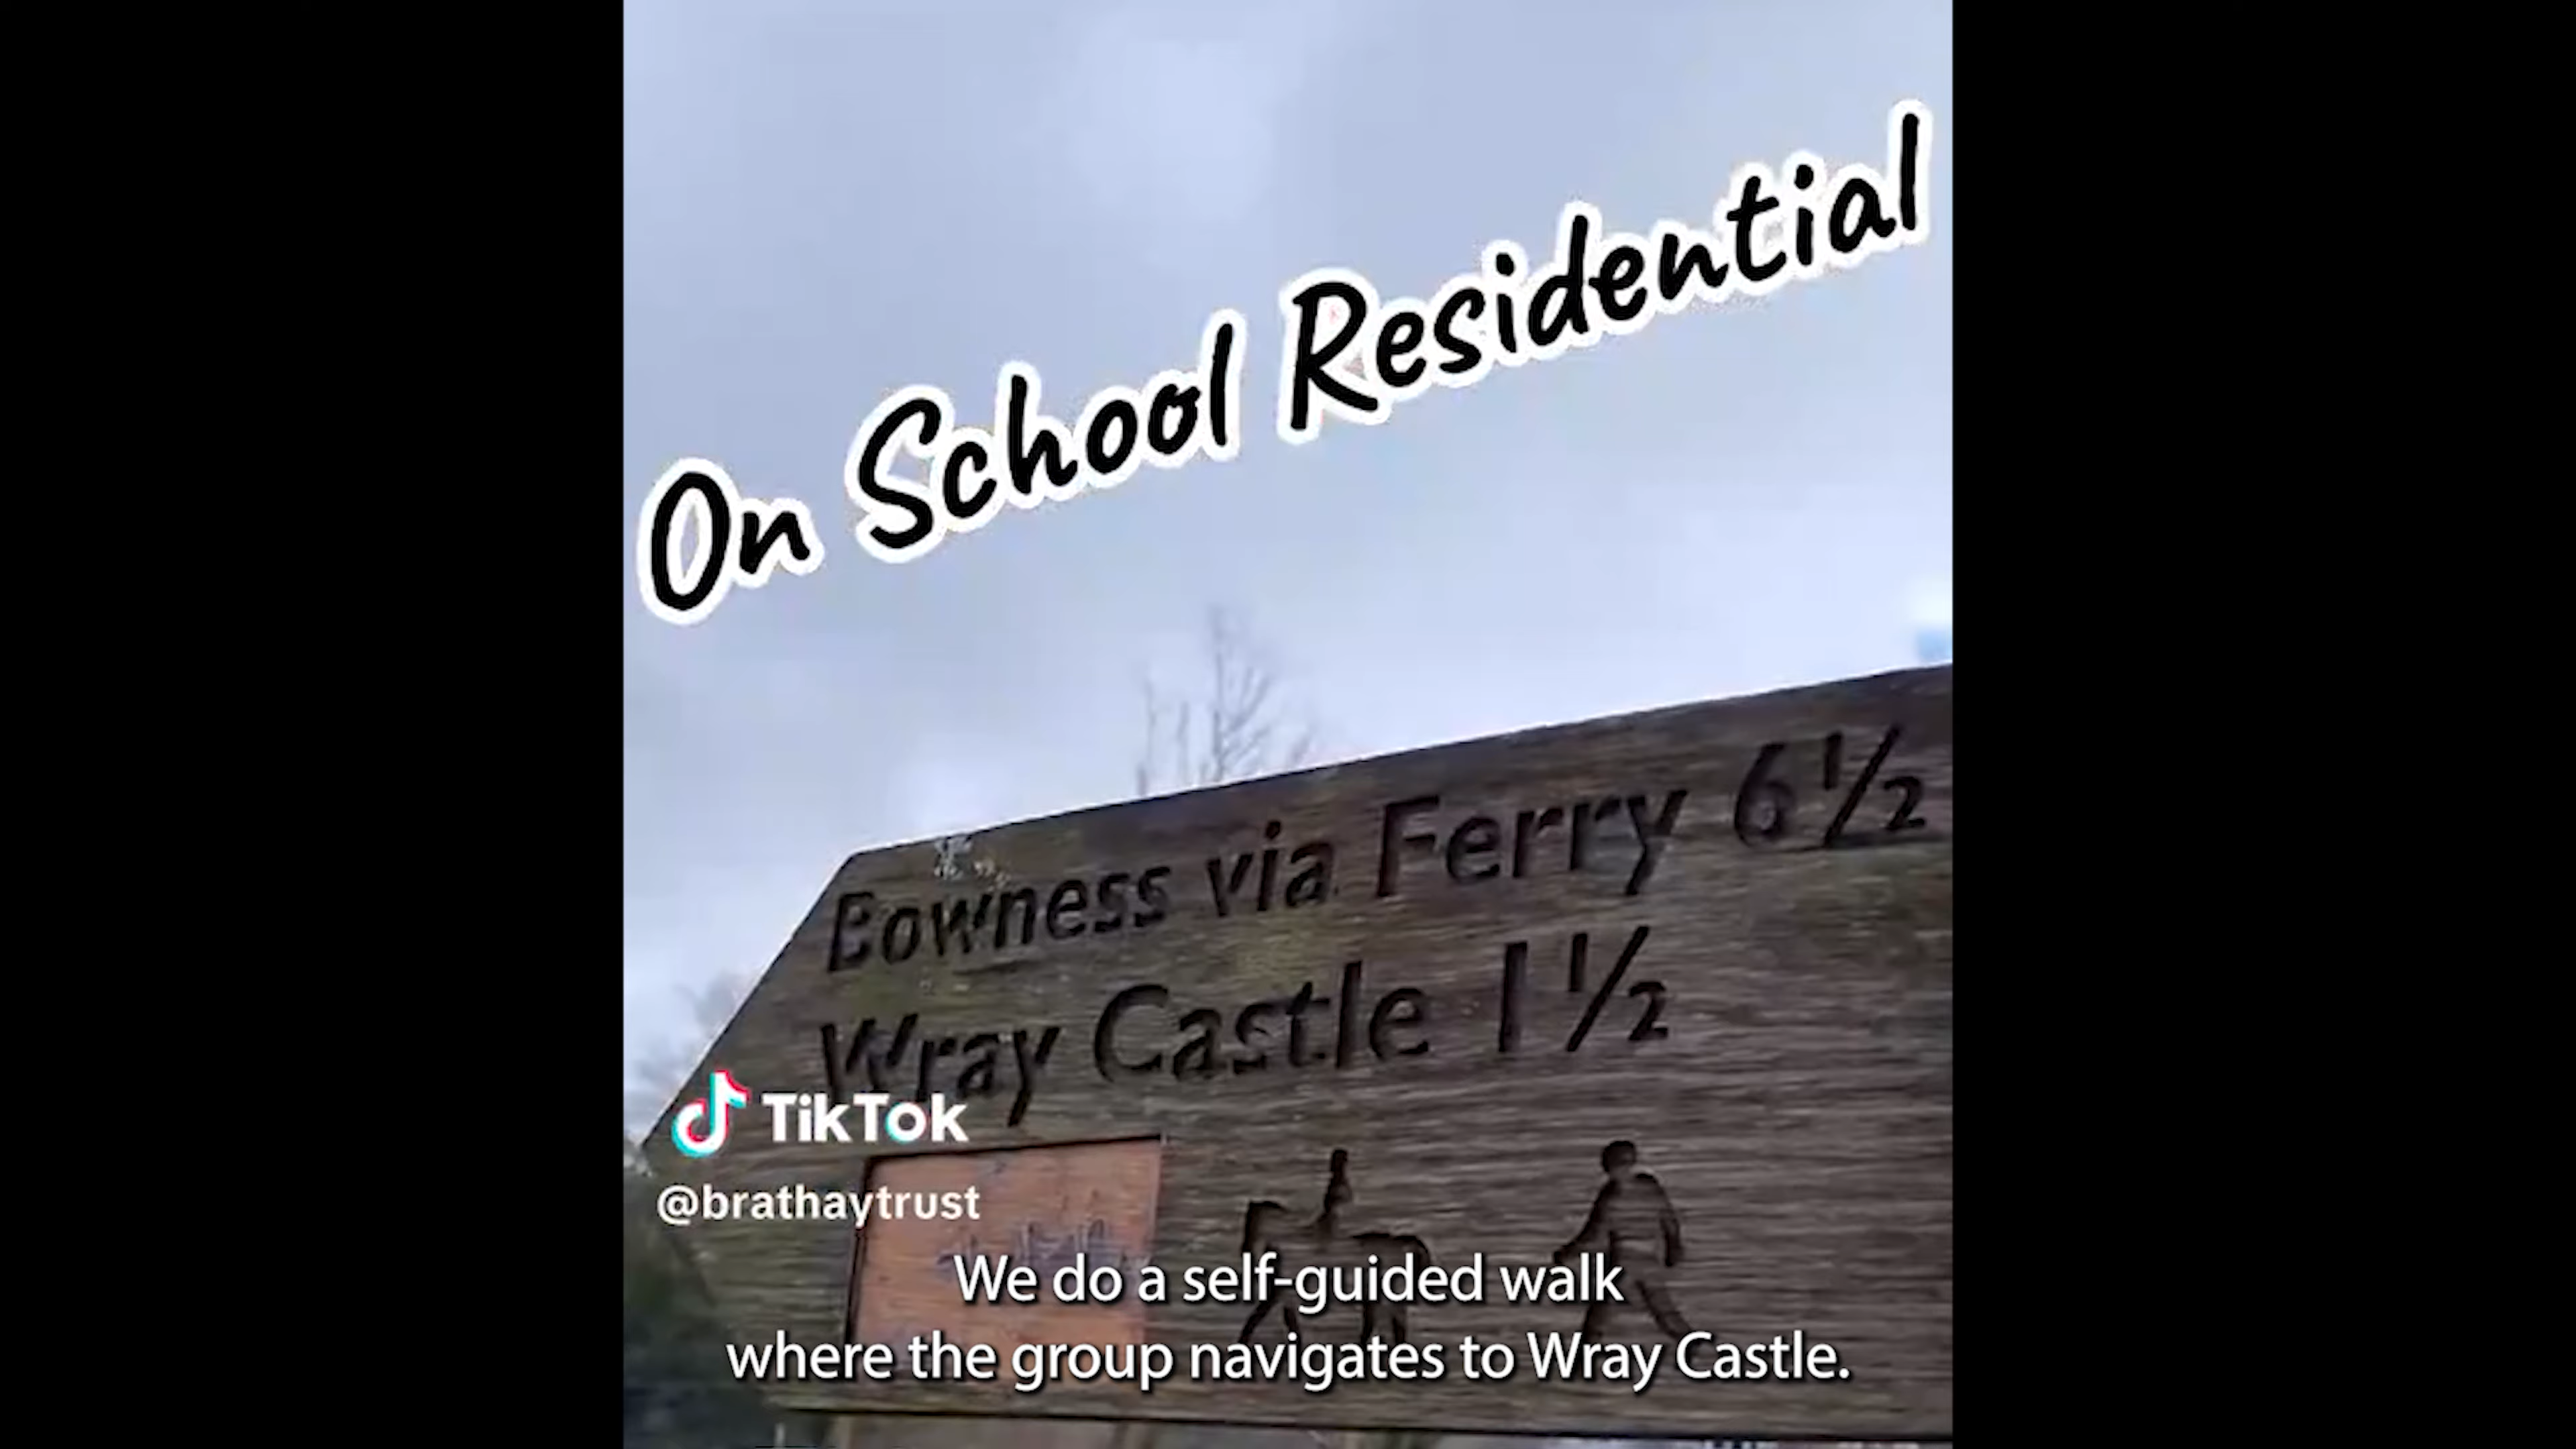 On School Residential
Bowness via Ferry 6½
Wray Castle 1½
TikTok
@brathaytrust
We do a self-guided walk
where the group navigates to Wray Castle.